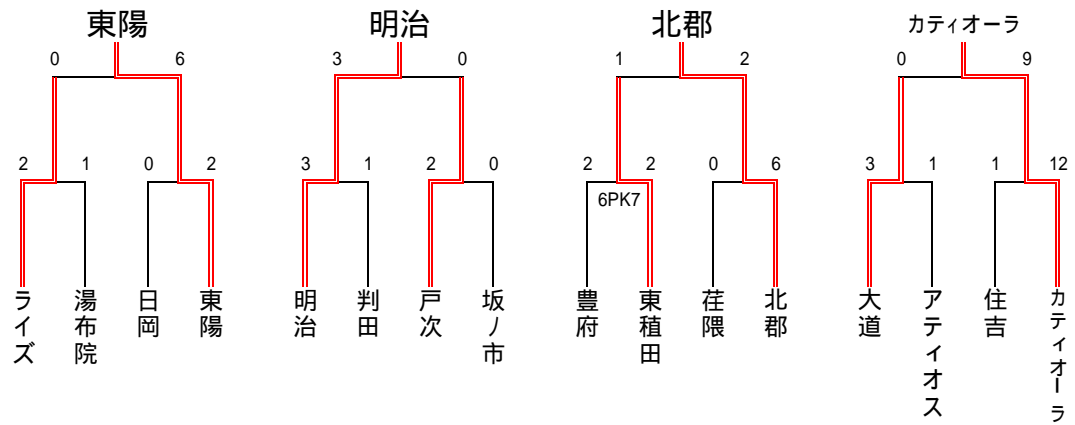 東陽
明治
北郡
カティオーラ
0 6
3 0
1 2
0 9
2 1 0 2
3 1 2 0
2 2 0 6
3 1 1 12
6PK7
ライズ
湯布院
日岡
東陽
明治
判田
戸次
坂ノ市
豊府
東稙田
荏隈
北郡
大道
アティオス
住吉
カティオーラ